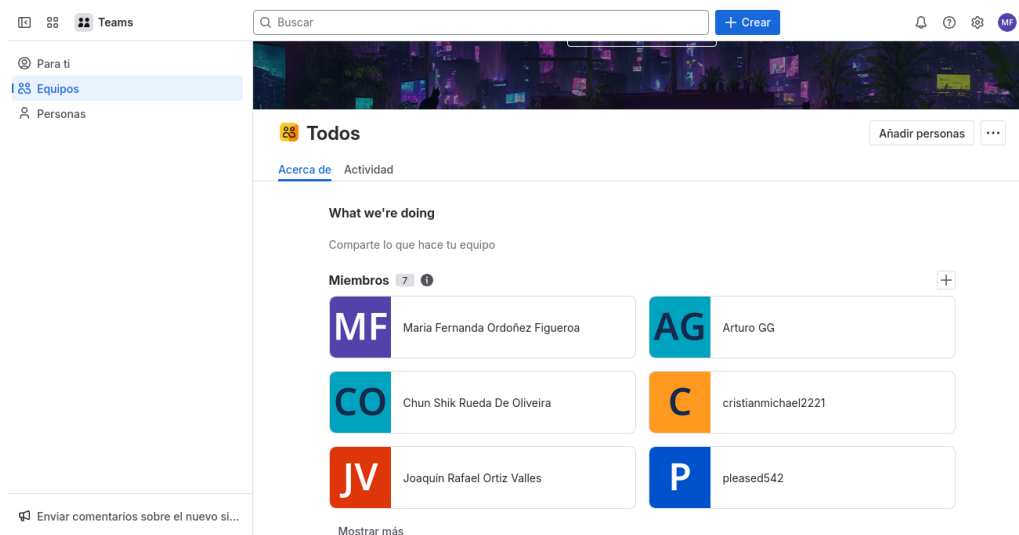 Teams
Buscar
Crear
MF
Para ti
Equipos
Personas
Todos
Añadir personas
Acerca de
Actividad
What we're doing
Comparte lo que hace tu equipo
Miembros 7
MF Maria Fernanda Ordoñez Figueroa
AG Arturo GG
CO Chun Shik Rueda De Oliveira
C cristianmichael2221
JV Joaquín Rafael Ortiz Valles
P pleased542
Mostrar más
Enviar comentarios sobre el nuevo si...